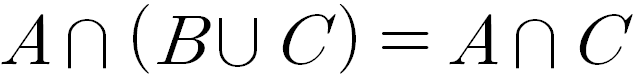 A ∩ (B ∪ C) = A ∩ C